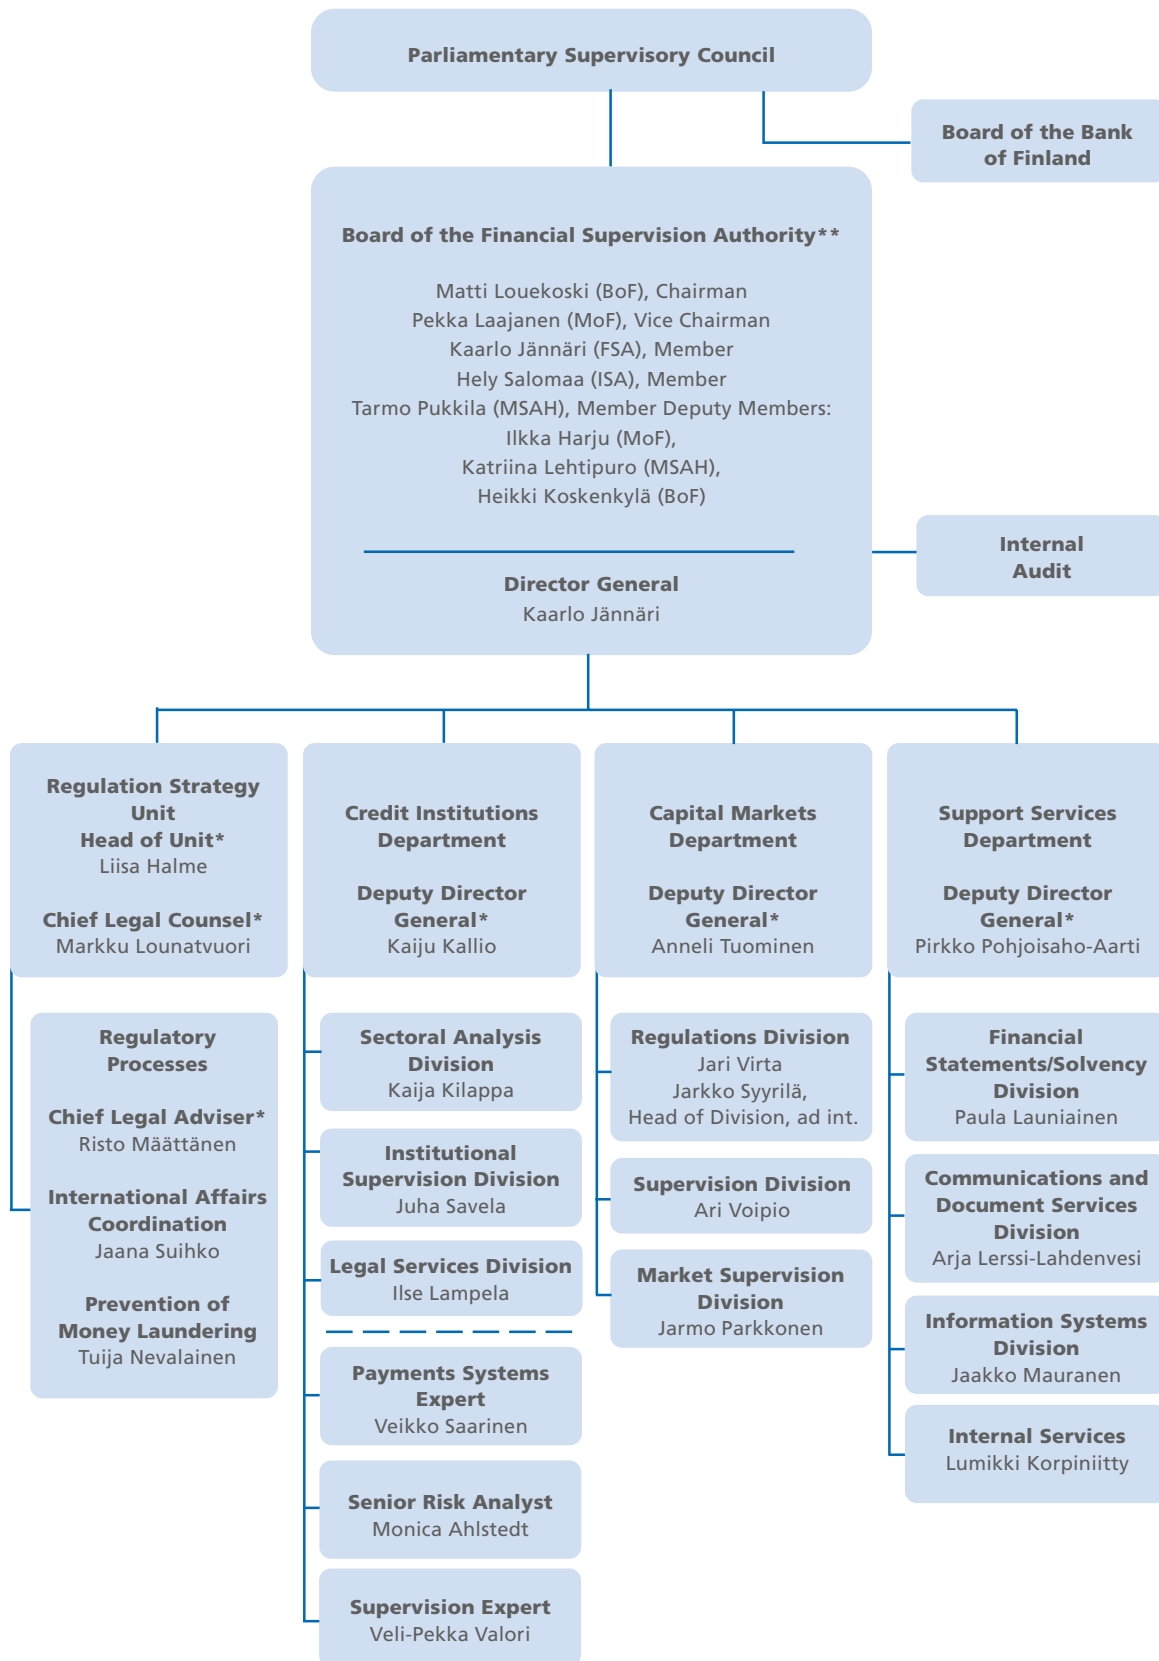 Parliamentary Supervisory Council
Board of the Bank
of Finland
Board of the Financial Supervision Authority**
Matti Louekoski (BoF), Chairman
Pekka Laajanen (MoF), Vice Chairman
Kaarlo Jännäri (FSA), Member
Hely Salomaa (ISA), Member
Tarmo Pukkila (MSAH), Member Deputy Members:
Ilkka Harju (MoF),
Katriina Lehtipuro (MSAH),
Heikki Koskenkylä (BoF)
Internal
Audit
Director General
Kaarlo Jännäri
Regulation Strategy
Unit
Head of Unit*
Liisa Halme
Chief Legal Counsel*
Markku Lounatvuori
Regulatory
Processes
Chief Legal Adviser*
Risto Määttänen
International Affairs
Coordination
Jaana Suihko
Prevention of
Money Laundering
Tuija Nevalainen
Credit Institutions
Department
Deputy Director
General*
Kaiju Kallio
Sectoral Analysis
Division
Kaija Kilappa
Institutional
Supervision Division
Juha Savela
Legal Services Division
Ilse Lampela
Payments Systems
Expert
Veikko Saarinen
Senior Risk Analyst
Monica Ahlstedt
Supervision Expert
Veli-Pekka Valori
Capital Markets
Department
Deputy Director
General*
Anneli Tuominen
Regulations Division
Jari Virta
Jarkko Syyrilä,
Head of Division, ad int.
Supervision Division
Ari Voipio
Market Supervision
Division
Jarmo Parkkonen
Support Services
Department
Deputy Director
General*
Pirkko Pohjoisaho-Aarti
Financial
Statements/Solvency
Division
Paula Launiainen
Communications and
Document Services
Division
Arja Lerssi-Lahdenvesi
Information Systems
Division
Jaakko Mauranen
Internal Services
Lumikki Korpiniitty